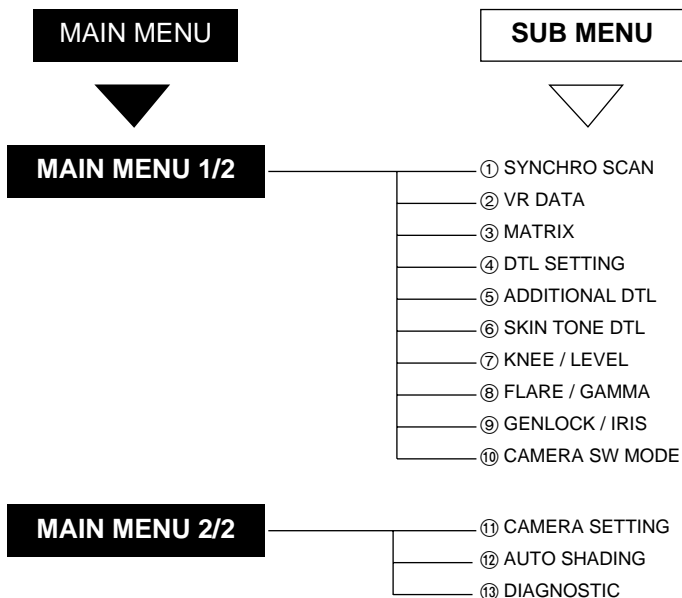 MAIN MENU
SUB MENU
MAIN MENU 1/2
① SYNCHRO SCAN
② VR DATA
③ MATRIX
④ DTL SETTING
⑤ ADDITIONAL DTL
⑥ SKIN TONE DTL
⑦ KNEE / LEVEL
⑧ FLARE / GAMMA
⑨ GENLOCK / IRIS
⑩ CAMERA SW MODE
MAIN MENU 2/2
⑪ CAMERA SETTING
⑫ AUTO SHADING
⑬ DIAGNOSTIC